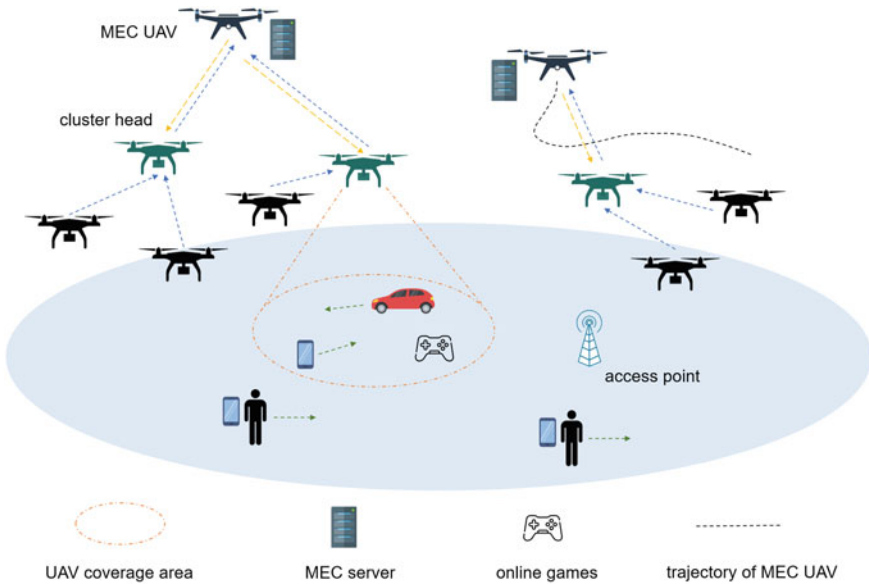 MEC UAV
cluster head
access point
UAV coverage area
MEC server
online games
trajectory of MEC UAV